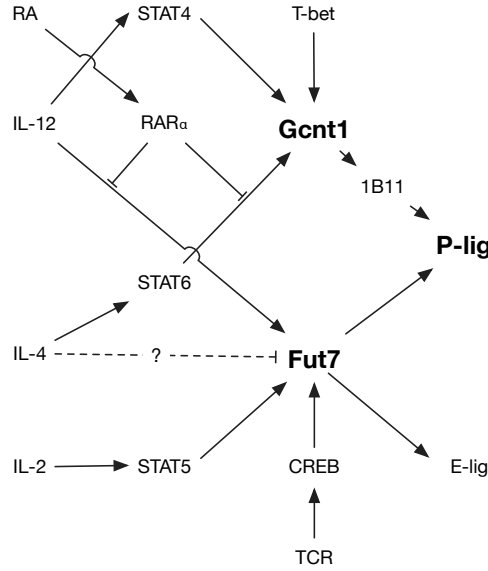 RA
STAT4
T-bet
IL-12
RARα
Gcnt1
1B11
P-lig
STAT6
IL-4
?
Fut7
IL-2
STAT5
CREB
E-lig
TCR